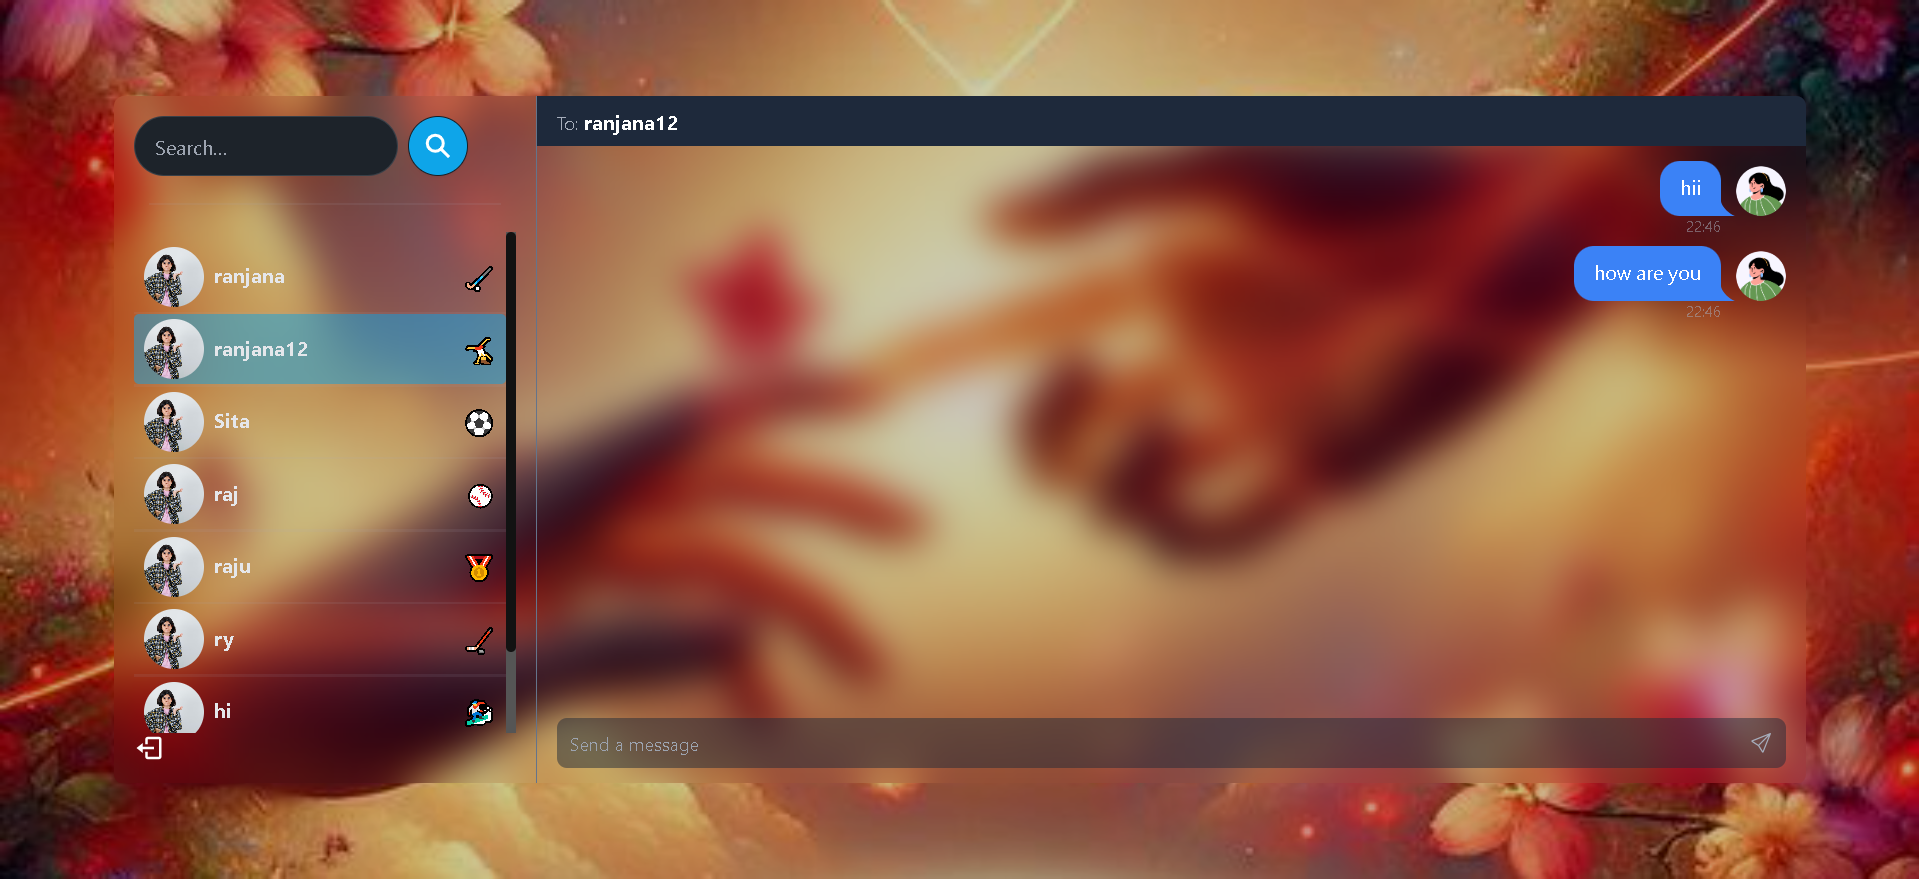 Search...
ranjana
ranjana12
Sita
raj
raju
ry
hi
To: ranjana12
hii
22:46
how are you
22:46
Send a message